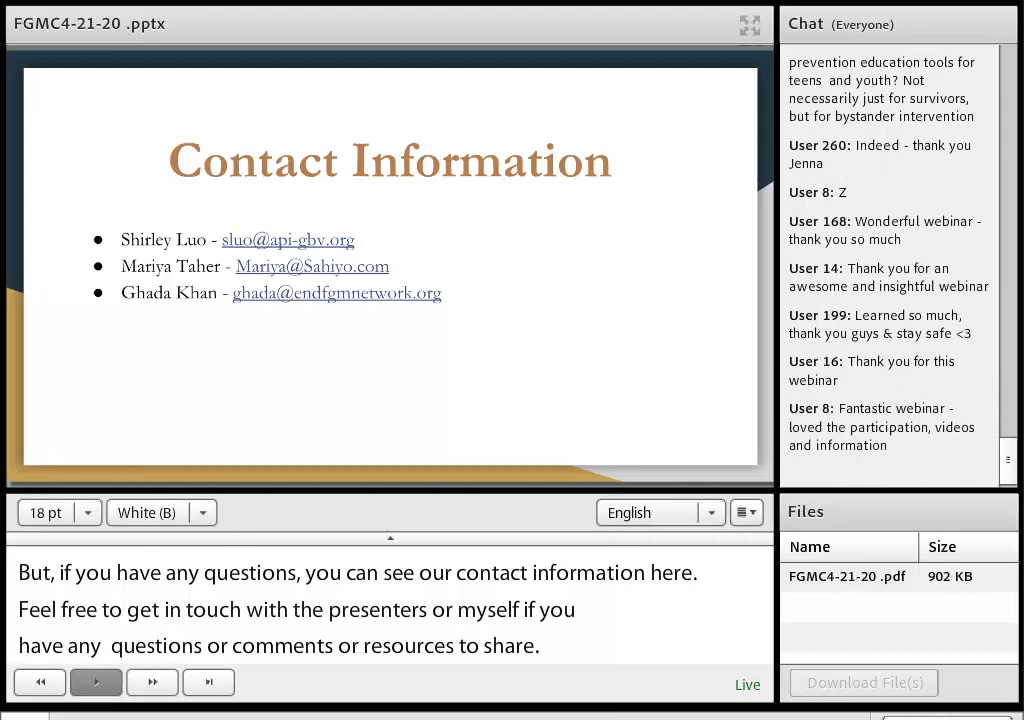 FGMC4-21-20 .pptx
Contact Information
● Shirley Luo - sluo@api-gbv.org
● Mariya Taher - Mariya@Sahiyo.com
● Ghada Khan - ghada@endfgmnetwork.org
18 pt
White (B)
English
But, if you have any questions, you can see our contact information here.
Feel free to get in touch with the presenters or myself if you
have any  questions or comments or resources to share.
Live
Chat (Everyone)
prevention education tools for
teens  and youth? Not
necessarily just for survivors,
but for bystander intervention
User 260: Indeed - thank you
Jenna
User 8: Z
User 168: Wonderful webinar -
thank you so much
User 14: Thank you for an
awesome and insightful webinar
User 199: Learned so much,
thank you guys & stay safe <3
User 16: Thank you for this
webinar
User 8: Fantastic webinar -
loved the participation, videos
and information
Files
Name Size
FGMC4-21-20 .pdf 902 KB
Download File(s)